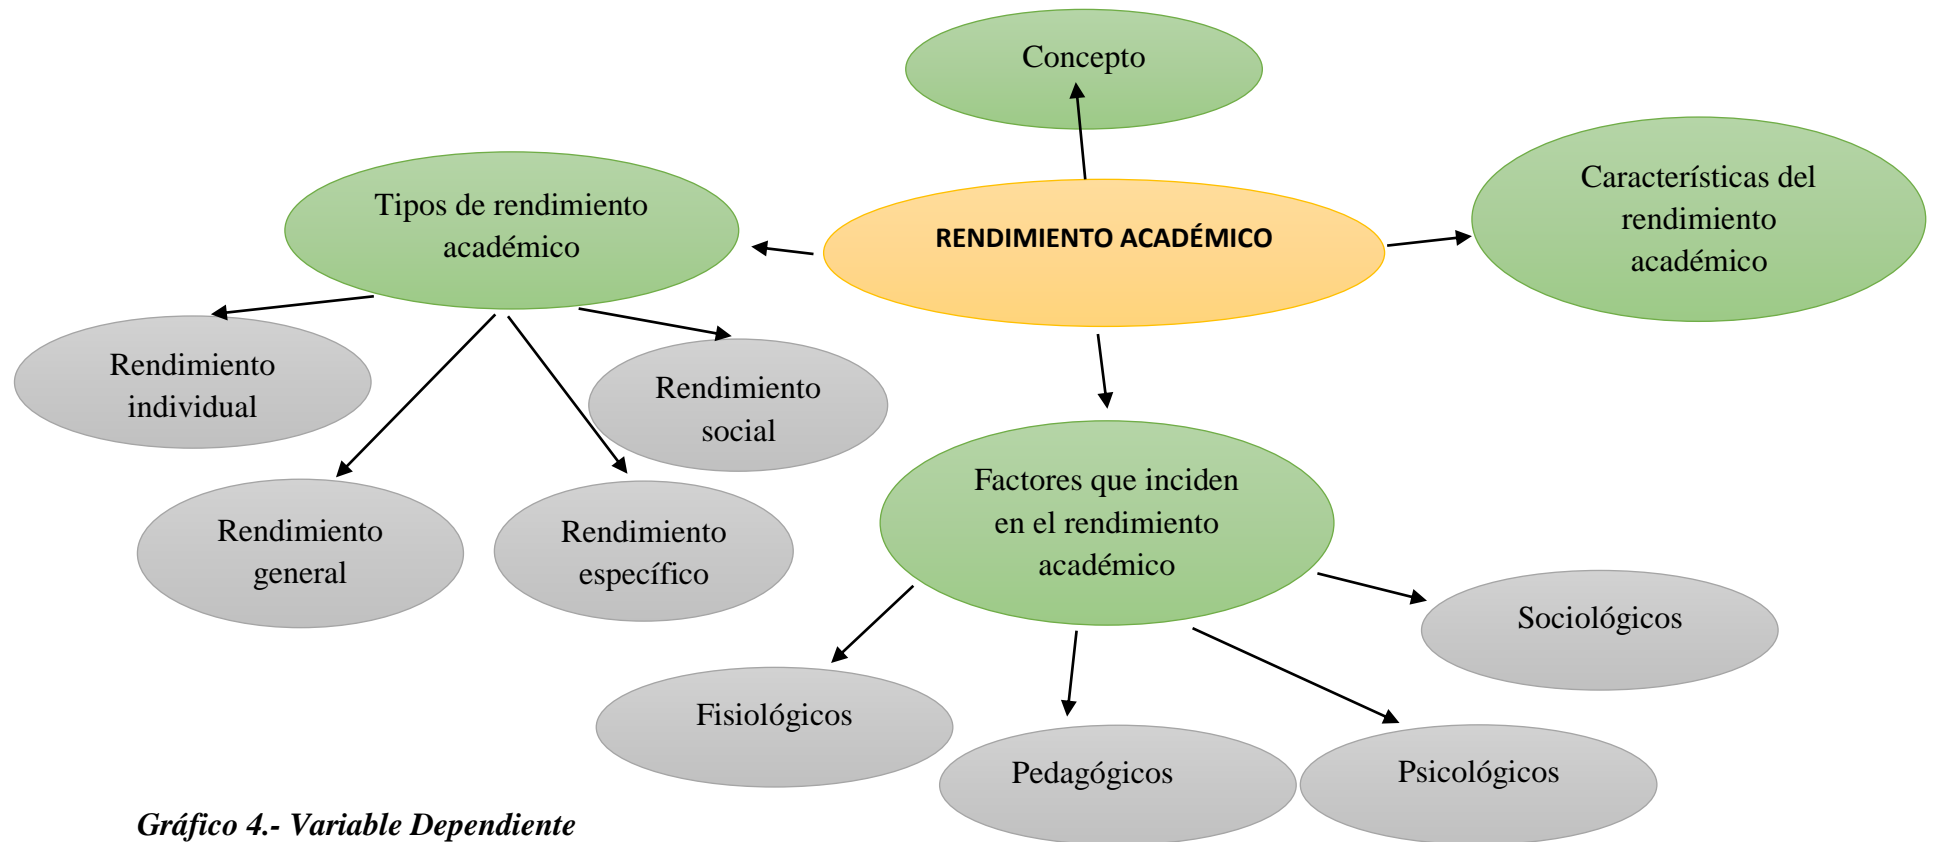 Concepto
Tipos de rendimiento
académico
RENDIMIENTO ACADÉMICO
Características del
rendimiento
académico
Rendimiento
individual
Rendimiento
social
Rendimiento
general
Rendimiento
específico
Factores que inciden
en el rendimiento
académico
Sociológicos
Fisiológicos
Pedagógicos
Psicológicos
Gráfico 4.- Variable Dependiente